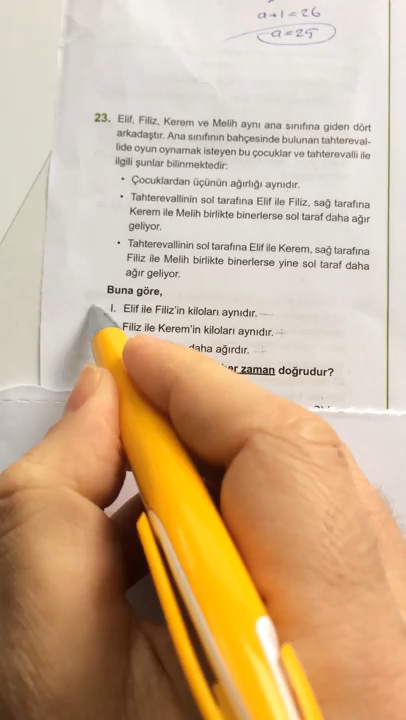 a+1=26
a=25
23. Elif, Filiz, Kerem ve Melih aynı ana sınıfına giden dört
arkadaştır. Ana sınıfının bahçesinde bulunan tahtereval-
lide oyun oynamak isteyen bu çocuklar ve tahterevalli ile
ilgili şunlar bilinmektedir:
• Çocuklardan üçünün ağırlığı aynıdır.
• Tahterevallinin sol tarafına Elif ile Filiz, sağ tarafına
Kerem ile Melih birlikte binerlerse sol taraf daha ağır
geliyor.
• Tahterevallinin sol tarafına Elif ile Kerem, sağ tarafına
Filiz ile Melih birlikte binerlerse yine sol taraf daha
ağır geliyor.
Buna göre,
I. Elif ile Filiz'in kiloları aynıdır. —
Filiz ile Kerem'in kiloları aynıdır. +
daha ağırdır. +
zaman doğrudur?